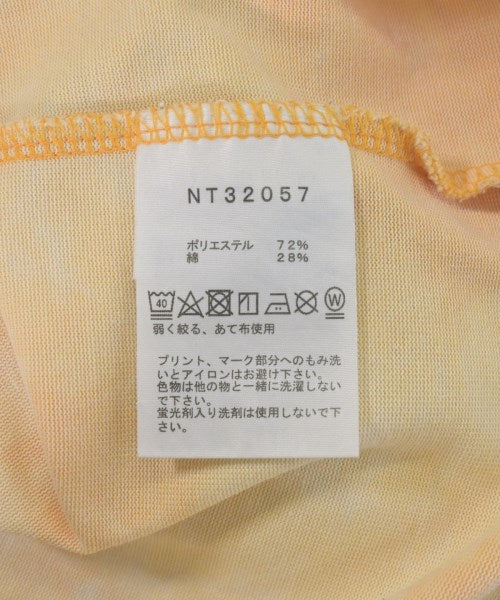 NT32057
ポリエステル 72%
綿 28%
40 W
弱く絞る、あて布使用
プリント、マーク部分へのもみ洗
いとアイロンはお避け下さい。
色物は他の物と一緒に洗濯しない
で下さい。
蛍光剤入り洗剤は使用しないで下
さい。